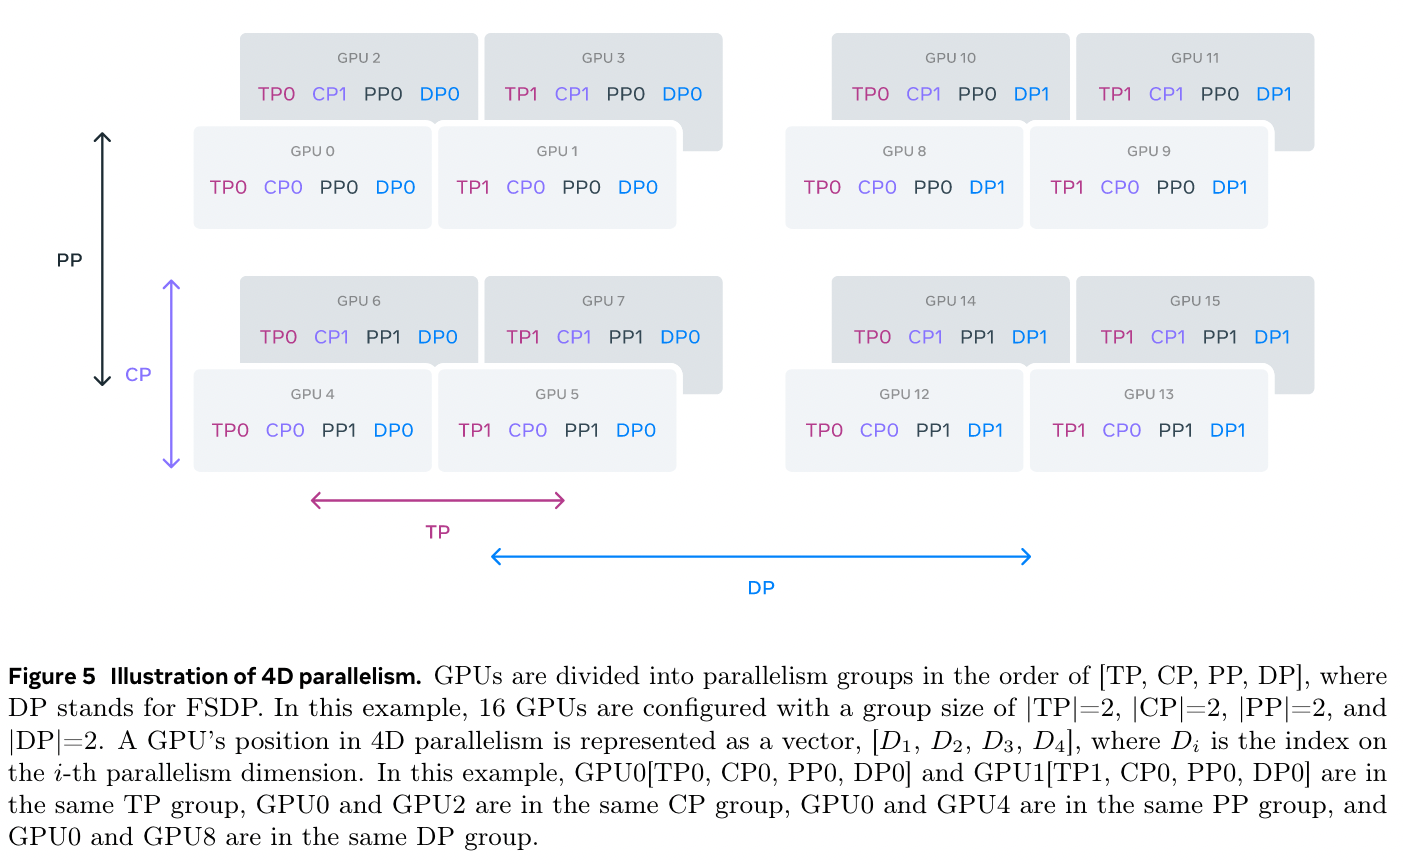 GPU 2
TP0 CP1 PP0 DP0
GPU 3
TP1 CP1 PP0 DP0
GPU 10
TP0 CP1 PP0 DP1
GPU 11
TP1 CP1 PP0 DP1
GPU 0
TP0 CP0 PP0 DP0
GPU 1
TP1 CP0 PP0 DP0
GPU 8
TP0 CP0 PP0 DP1
GPU 9
TP1 CP0 PP0 DP1
PP
GPU 6
TP0 CP1 PP1 DP0
GPU 7
TP1 CP1 PP1 DP0
GPU 14
TP0 CP1 PP1 DP1
GPU 15
TP1 CP1 PP1 DP1
CP
GPU 4
TP0 CP0 PP1 DP0
GPU 5
TP1 CP0 PP1 DP0
GPU 12
TP0 CP0 PP1 DP1
GPU 13
TP1 CP0 PP1 DP1
TP
DP
Figure 5 Illustration of 4D parallelism. GPUs are divided into parallelism groups in the order of [TP, CP, PP, DP], where
DP stands for FSDP. In this example, 16 GPUs are configured with a group size of |TP|=2, |CP|=2, |PP|=2, and
|DP|=2. A GPU's position in 4D parallelism is represented as a vector, [D₁, D₂, D₃, D₄], where Dᵢ is the index on
the i-th parallelism dimension. In this example, GPU0[TP0, CP0, PP0, DP0] and GPU1[TP1, CP0, PP0, DP0] are in
the same TP group, GPU0 and GPU2 are in the same CP group, GPU0 and GPU4 are in the same PP group, and
GPU0 and GPU8 are in the same DP group.